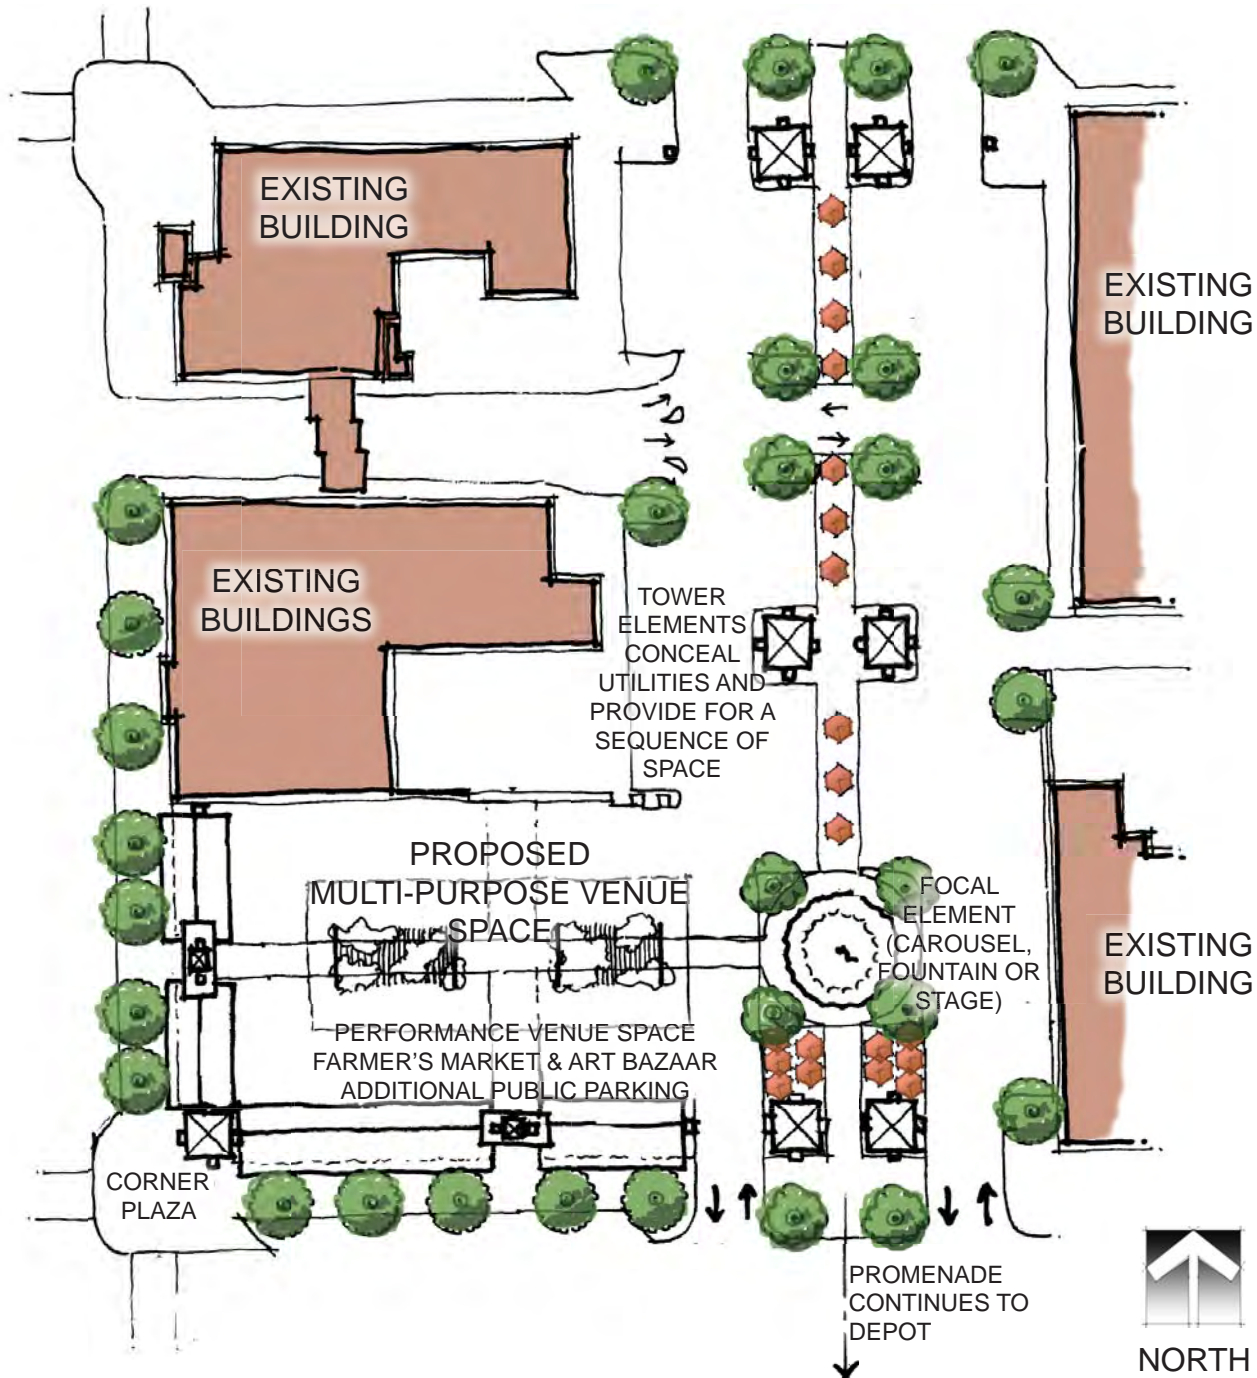 EXISTING
BUILDING
EXISTING
BUILDING
EXISTING
BUILDINGS
TOWER
ELEMENTS
CONCEAL
UTILITIES AND
PROVIDE FOR A
SEQUENCE OF
SPACE
PROPOSED
MULTI-PURPOSE VENUE
SPACE
FOCAL
ELEMENT
(CAROUSEL,
FOUNTAIN OR
STAGE)
EXISTING
BUILDING
PERFORMANCE VENUE SPACE
FARMER'S MARKET & ART BAZAAR
ADDITIONAL PUBLIC PARKING
CORNER
PLAZA
PROMENADE
CONTINUES TO
DEPOT
NORTH